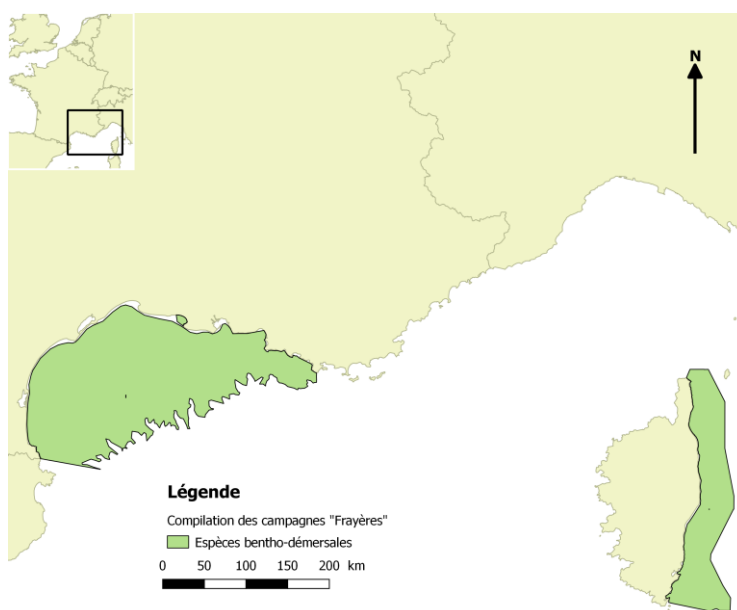 N
Légende
Compilation des campagnes "Frayères"
Espèces bentho-démersales
0 50 100 150 200 km